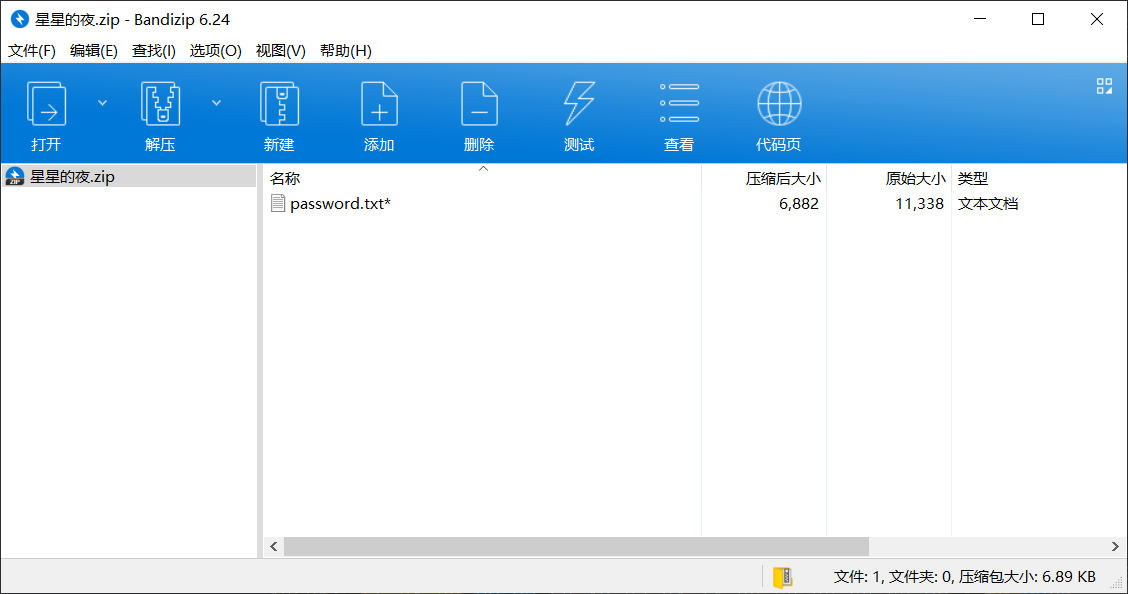 星星的夜.zip - Bandizip 6.24
文件(F) 编辑(E) 查找(I) 选项(O) 视图(V) 帮助(H)
打开 解压 新建 添加 删除 测试 查看 代码页
星星的夜.zip
名称 压缩后大小 原始大小 类型
password.txt* 6,882 11,338 文本文档
文件: 1, 文件夹: 0, 压缩包大小: 6.89 KB